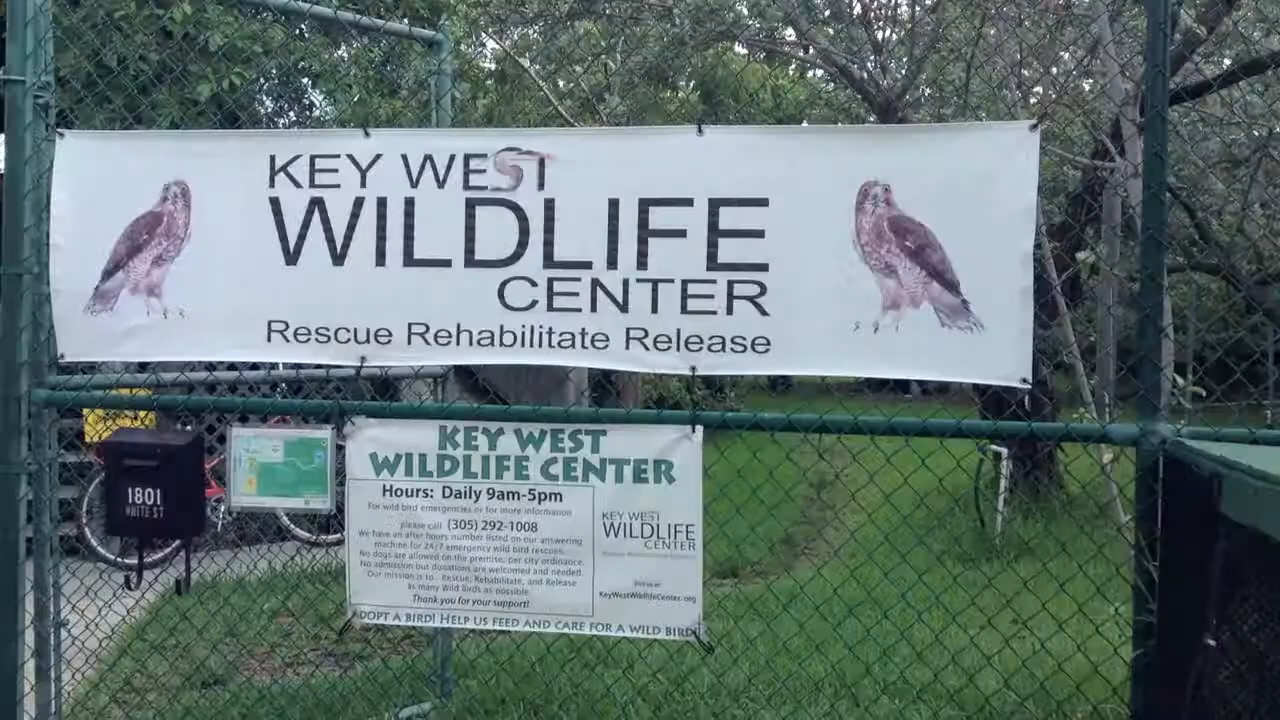 KEY WEST
WILDLIFE
CENTER
Rescue Rehabilitate Release
KEY WEST
WILDLIFE CENTER
Hours: Daily 9am-5pm
For wild bird emergencies or for more information
please call (305) 292-1008
We have an after hours number listed on our answering
machine for 24/7 emergency wild bird rescues.
No dogs are allowed on the premise, per city ordinance.
No admission but donations are welcomed and needed.
Our mission is to Rescue, Rehabilitate, and Release
as many Wild Birds as possible
Thank you for your support!
KEY WEST
WILDLIFE
CENTER
KeyWestWildlifeCenter.org
ADOPT A BIRD! HELP US FEED AND CARE FOR A WILD BIRD
1801
WHITE ST